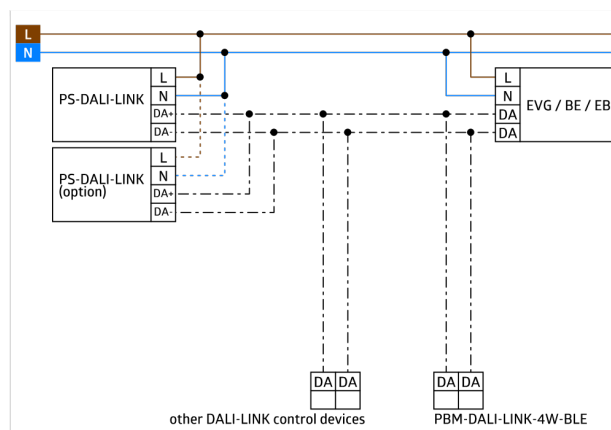 L
N
PS-DALI-LINK
L
N
DA+
DA-
PS-DALI-LINK
(option)
L
N
DA+
DA-
L
N
DA
DA
EVG / BE / EB
DA DA
other DALI-LINK control devices
DA DA
PBM-DALI-LINK-4W-BLE